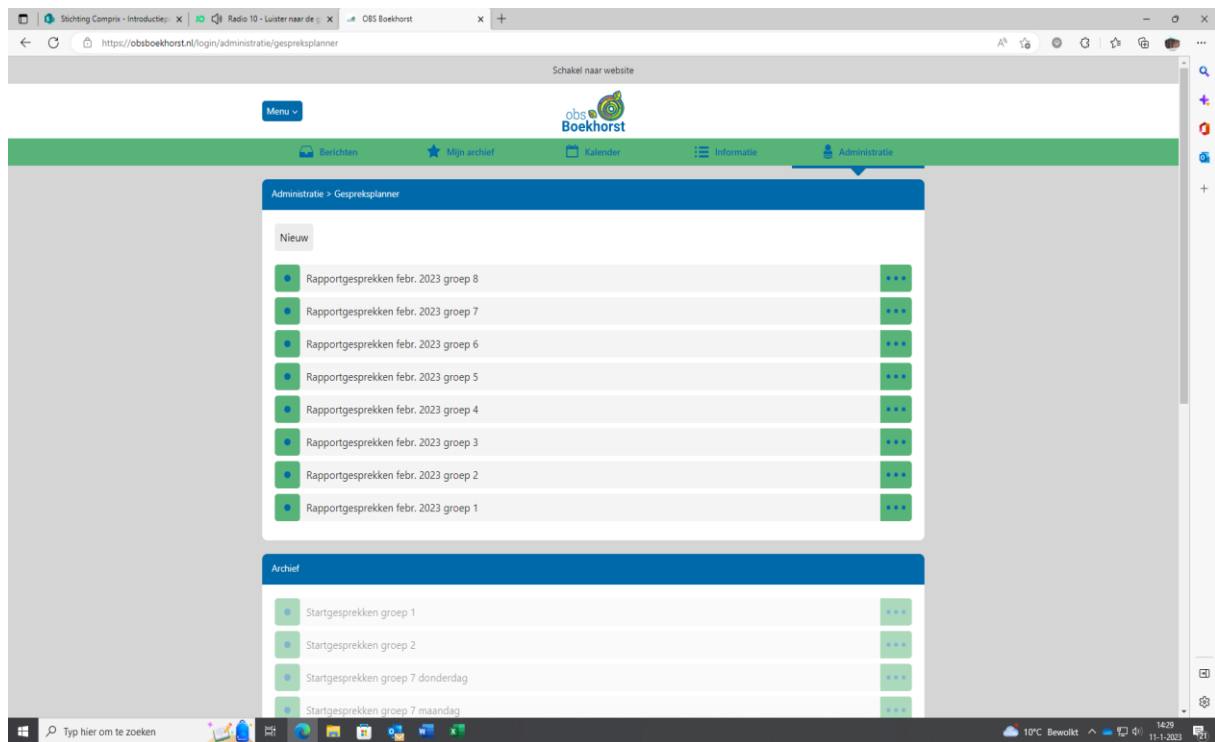 Stichting Comprix - Introductiep
Radio 10 - Luister naar de g
OBS Boekhorst
https://obsboekhorst.nl/login/administratie/gespreksplanner
Schakel naar website
Menu
obs
Boekhorst
Berichten
Mijn archief
Kalender
Informatie
Administratie
Administratie > Gespreksplanner
Nieuw
Rapportgesprekken febr. 2023 groep 8
Rapportgesprekken febr. 2023 groep 7
Rapportgesprekken febr. 2023 groep 6
Rapportgesprekken febr. 2023 groep 5
Rapportgesprekken febr. 2023 groep 4
Rapportgesprekken febr. 2023 groep 3
Rapportgesprekken febr. 2023 groep 2
Rapportgesprekken febr. 2023 groep 1
Archief
Startgesprekken groep 1
Startgesprekken groep 2
Startgesprekken groep 7 donderdag
Startgesprekken groep 7 maandag
Typ hier om te zoeken
10°C Bewolkt
14:29
11-1-2023
21